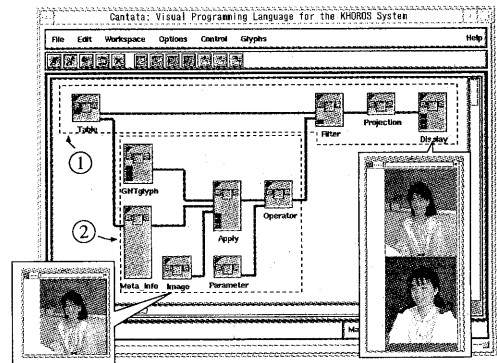 Cantata: Visual Programming Language for the KHOROS System
File Edit Workspace Options Control Glyphs Help
Table
Filter
Projection
Display
1
GNTglyph
2
Apply
Operator
Meta_Info
Image
Parameter
Ma